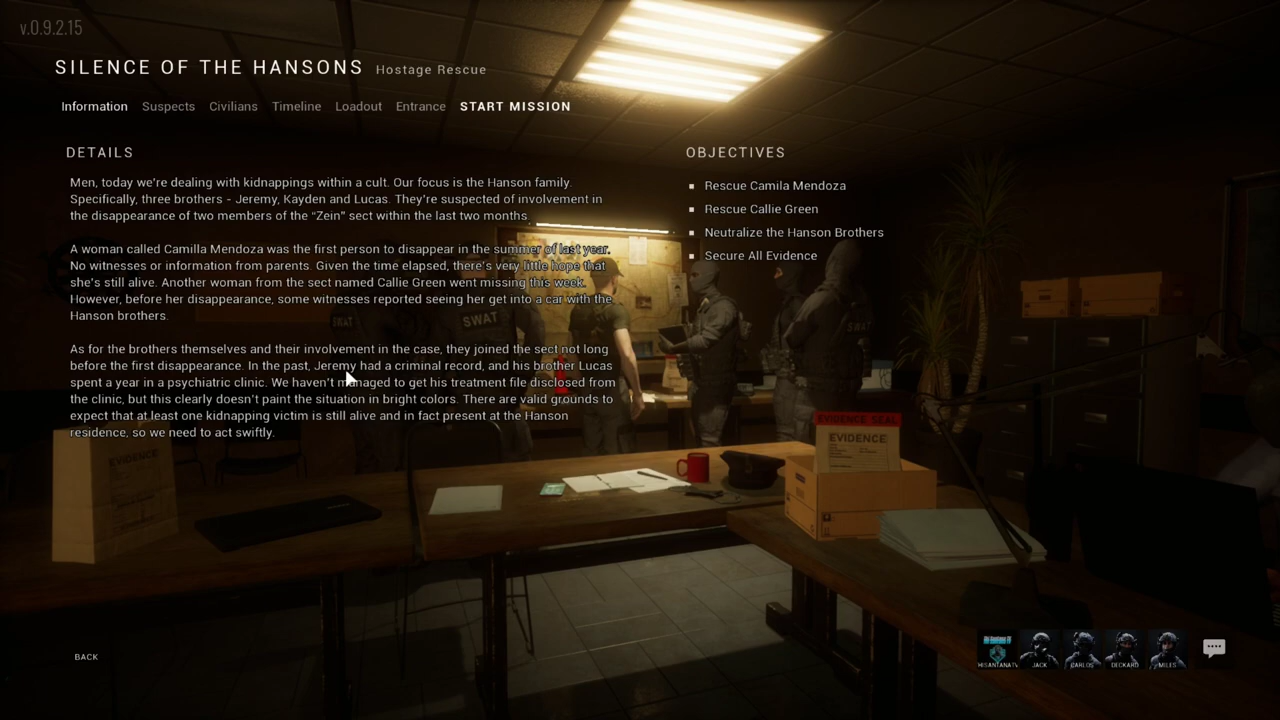 v.0.9.2.15
SILENCE OF THE HANSONS Hostage Rescue
Information Suspects Civilians Timeline Loadout Entrance START MISSION
DETAILS
Men, today we're dealing with kidnappings within a cult. Our focus is the Hanson family.
Specifically, three brothers - Jeremy, Kayden and Lucas. They're suspected of involvement in
the disappearance of two members of the “Zein” sect within the last two months.
A woman called Camilla Mendoza was the first person to disappear in the summer of last year.
No witnesses or information from parents. Given the time elapsed, there's very little hope that
she's still alive. Another woman from the sect named Callie Green went missing this week.
However, before her disappearance, some witnesses reported seeing her get into a car with the
Hanson brothers.
As for the brothers themselves and their involvement in the case, they joined the sect not long
before the first disappearance. In the past, Jeremy had a criminal record, and his brother Lucas
spent a year in a psychiatric clinic. We haven't managed to get his treatment file disclosed from
the clinic, but this clearly doesn't paint the situation in bright colors. There are valid grounds to
expect that at least one kidnapping victim is still alive and in fact present at the Hanson
residence, so we need to act swiftly.
OBJECTIVES
Rescue Camila Mendoza
Rescue Callie Green
Neutralize the Hanson Brothers
Secure All Evidence
SWAT
SWAT
SWAT
EVIDENCE SEAL
EVIDENCE
EVIDENCE
BACK
JACK CARLOS DECKARD MILES